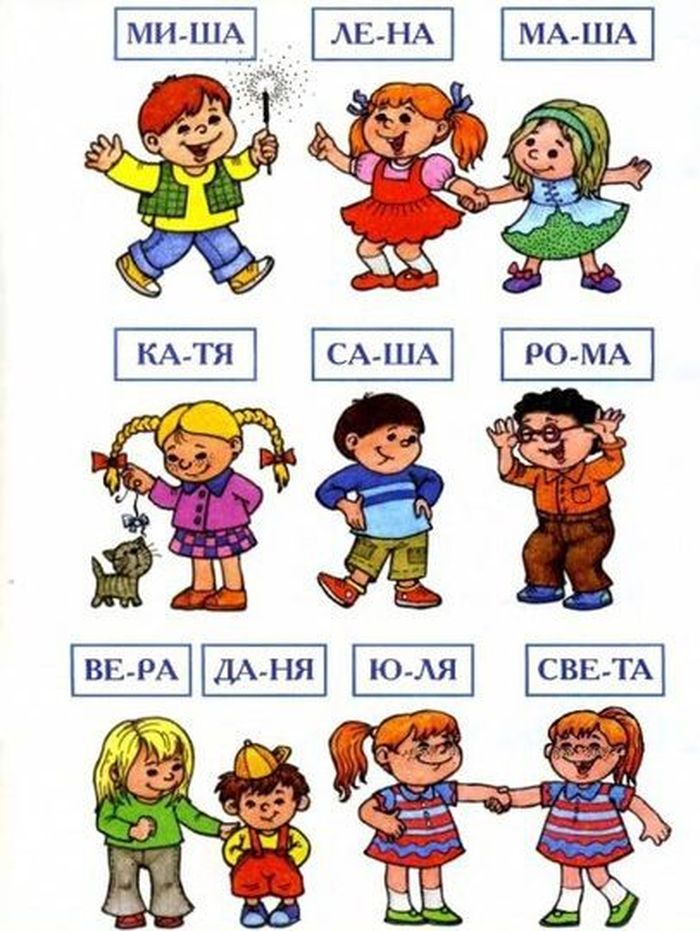 МИ-ША ЛЕ-НА МА-ША
КА-ТЯ СА-ША РО-МА
ВЕ-РА ДА-НЯ Ю-ЛЯ СВЕ-ТА